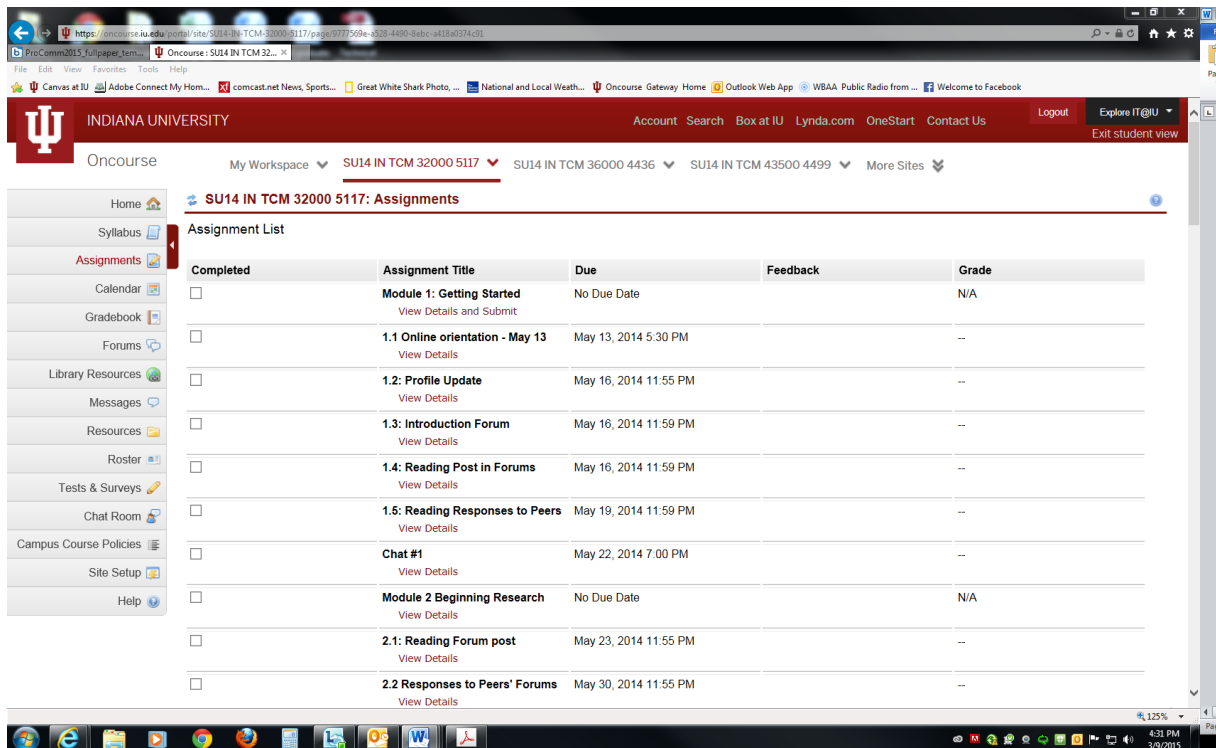 https://oncourse.iu.edu/portal/site/SU14-IN-TCM-32000-5117/page/9777569e-a528-4490-8ebc-a418a0374c91
ProComm2015_fullpaper_tem... Oncourse : SU14 IN TCM 32...
File Edit View Favorites Tools Help
Canvas at IU Adobe Connect My Hom... comcast.net News, Sports... Great White Shark Photo, ... National and Local Weath... Oncourse Gateway Home Outlook Web App WBAA Public Radio from ... Welcome to Facebook
INDIANA UNIVERSITY Account Search Box at IU Lynda.com OneStart Contact Us Logout Explore IT@IU
Exit student view
Oncourse My Workspace SU14 IN TCM 32000 5117 SU14 IN TCM 36000 4436 SU14 IN TCM 43500 4499 More Sites
Home
Syllabus
Assignments
Calendar
Gradebook
Forums
Library Resources
Messages
Resources
Roster
Tests & Surveys
Chat Room
Campus Course Policies
Site Setup
Help
SU14 IN TCM 32000 5117: Assignments
Assignment List
Completed Assignment Title Due Feedback Grade
Module 1: Getting Started No Due Date N/A
View Details and Submit
1.1 Online orientation - May 13 May 13, 2014 5:30 PM --
View Details
1.2: Profile Update May 16, 2014 11:55 PM --
View Details
1.3: Introduction Forum May 16, 2014 11:59 PM --
View Details
1.4: Reading Post in Forums May 16, 2014 11:59 PM --
View Details
1.5: Reading Responses to Peers May 19, 2014 11:59 PM --
View Details
Chat #1 May 22, 2014 7:00 PM --
View Details
Module 2 Beginning Research No Due Date N/A
View Details
2.1: Reading Forum post May 23, 2014 11:55 PM --
View Details
2.2 Responses to Peers' Forums May 30, 2014 11:55 PM --
View Details
125%
4:31 PM
3/9/2015